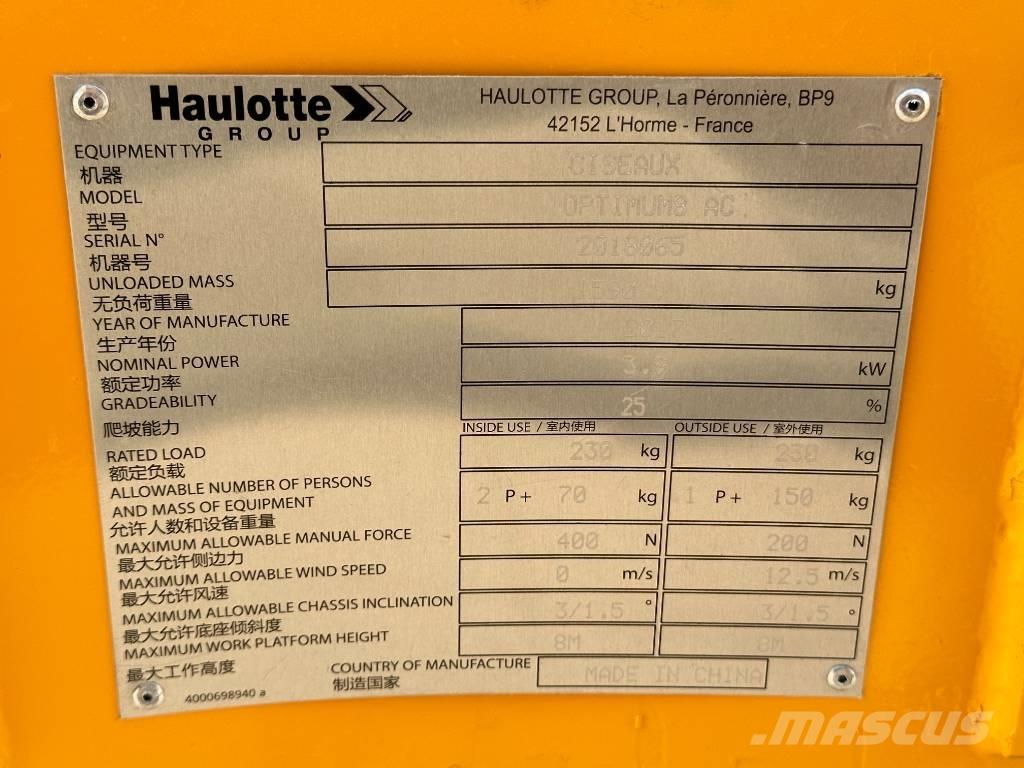 Haulotte
GROUP
HAULOTTE GROUP, La Péronnière, BP9
42152 L'Horme - France
EQUIPMENT TYPE
机器
CISEAUX
MODEL
型号
OPTIMUM8 AC.
SERIAL N°
机器号
2018065
UNLOADED MASS
无负荷重量
kg
YEAR OF MANUFACTURE
生产年份
NOMINAL POWER
额定功率
kW
GRADEABILITY
爬坡能力
25 %
INSIDE USE / 室内使用 OUTSIDE USE / 室外使用
RATED LOAD
额定负载
230 kg 230 kg
ALLOWABLE NUMBER OF PERSONS
AND MASS OF EQUIPMENT
允许人数和设备重量
2 P + 70 kg 1 P + 150 kg
MAXIMUM ALLOWABLE MANUAL FORCE
最大允许侧边力
400 N 200 N
MAXIMUM ALLOWABLE WIND SPEED
最大允许风速
0 m/s 12.5 m/s
MAXIMUM ALLOWABLE CHASSIS INCLINATION
最大允许底座倾斜度
3/1.5 ° 3/1.5 °
MAXIMUM WORK PLATFORM HEIGHT
最大工作高度
8M 8M
COUNTRY OF MANUFACTURE
制造国家
MADE IN CHINA
4000698940 a
MASCUS